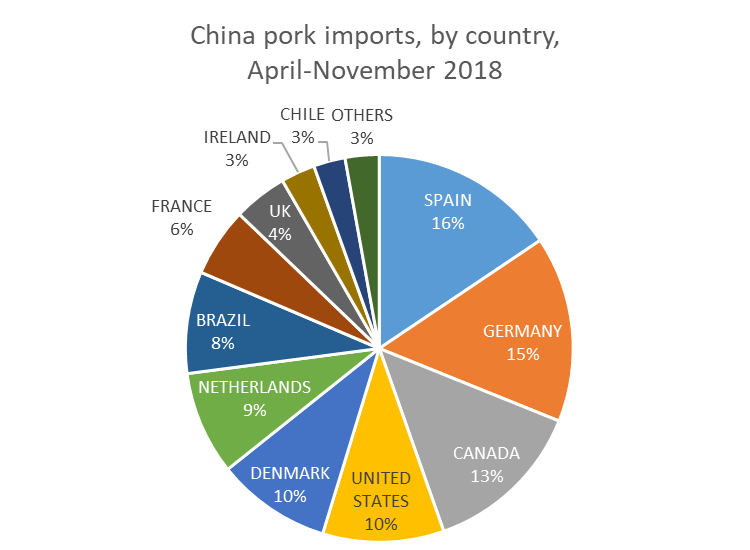 China pork imports, by country,
April-November 2018
SPAIN
16%
GERMANY
15%
CANADA
13%
UNITED
STATES
10%
DENMARK
10%
NETHERLANDS
9%
BRAZIL
8%
FRANCE
6%
UK
4%
IRELAND
3%
CHILE
3%
OTHERS
3%